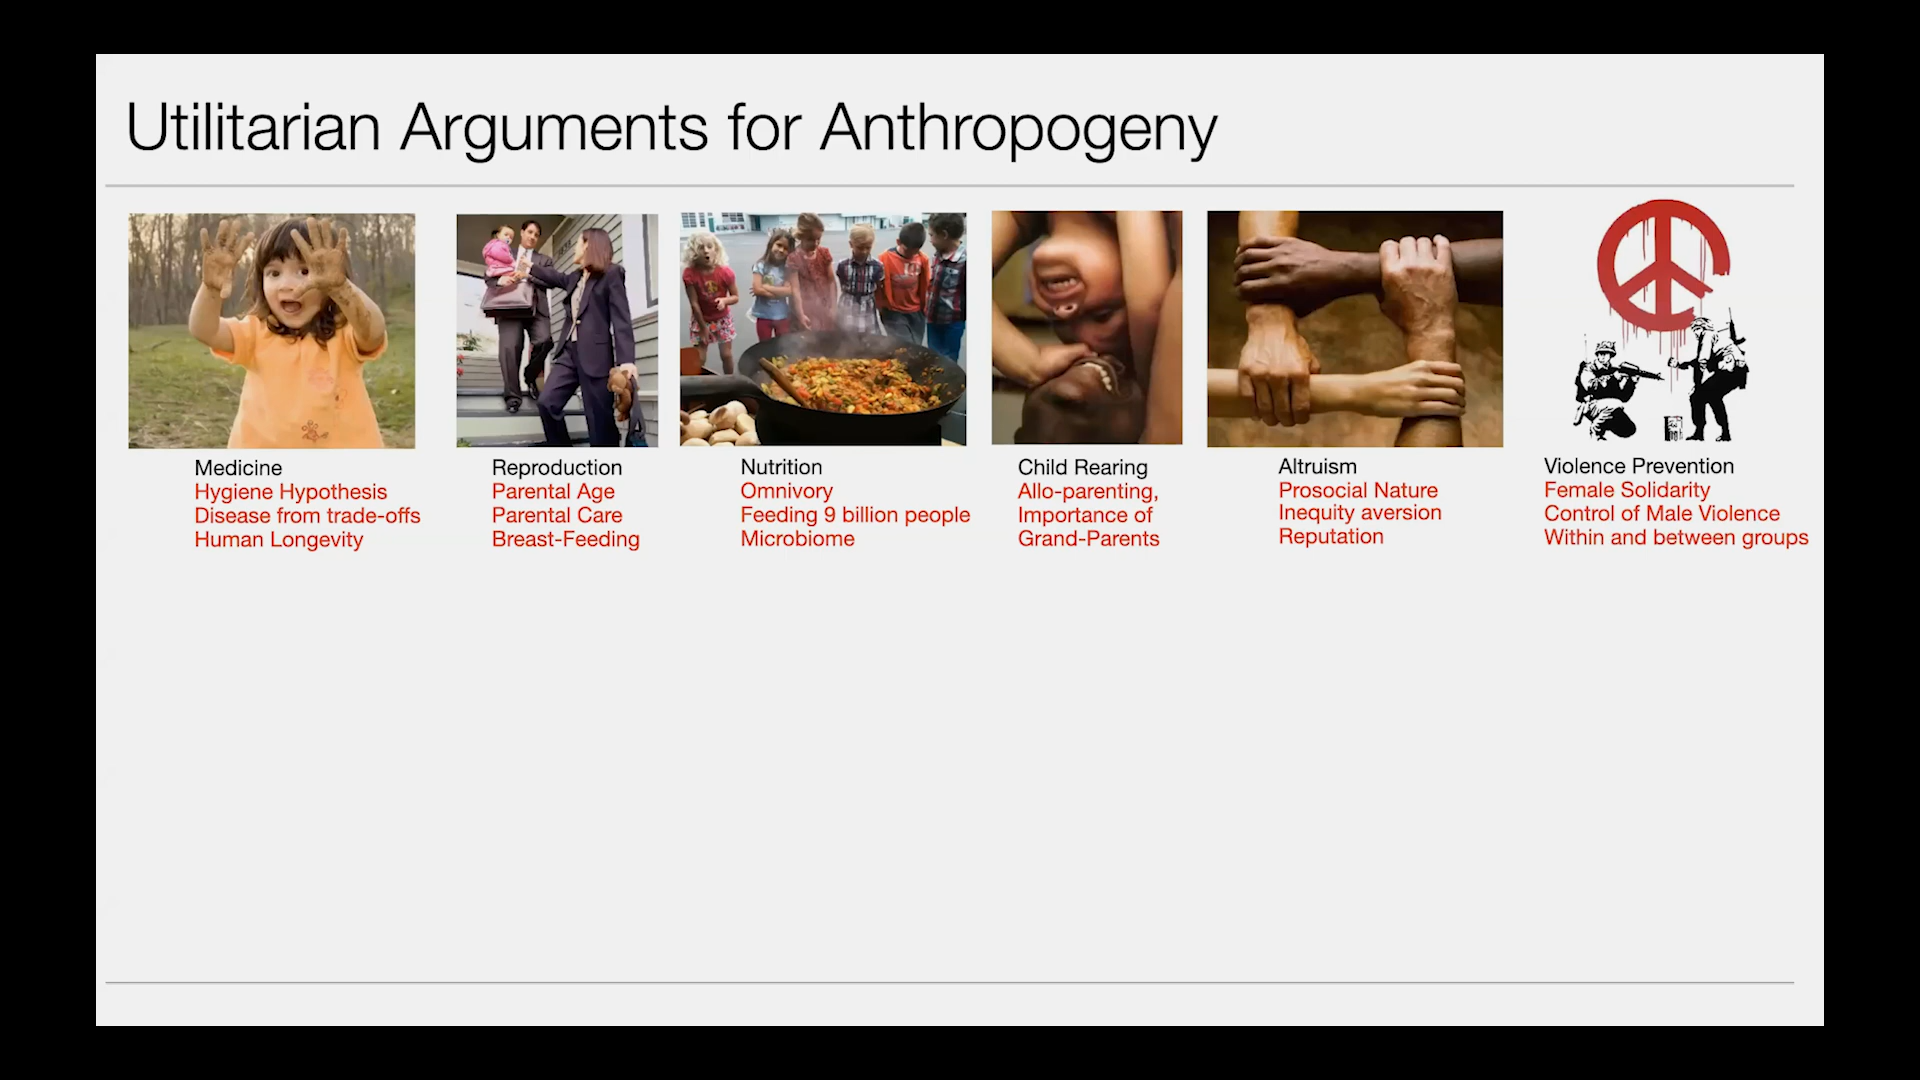 Utilitarian Arguments for Anthropogeny
Medicine
Hygiene Hypothesis
Disease from trade-offs
Human Longevity
Reproduction
Parental Age
Parental Care
Breast-Feeding
Nutrition
Omnivory
Feeding 9 billion people
Microbiome
Child Rearing
Allo-parenting,
Importance of
Grand-Parents
Altruism
Prosocial Nature
Inequity aversion
Reputation
Violence Prevention
Female Solidarity
Control of Male Violence
Within and between groups